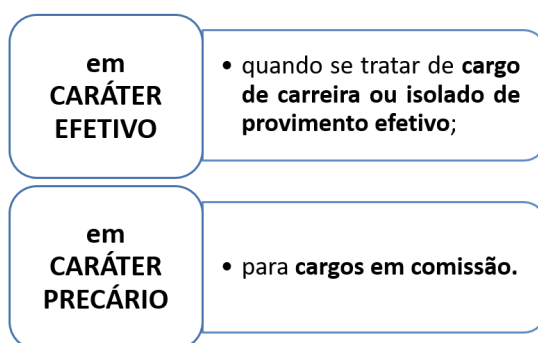 em
CARÁTER
EFETIVO
• quando se tratar de cargo
de carreira ou isolado de
provimento efetivo;
em
CARÁTER
PRECÁRIO
• para cargos em comissão.